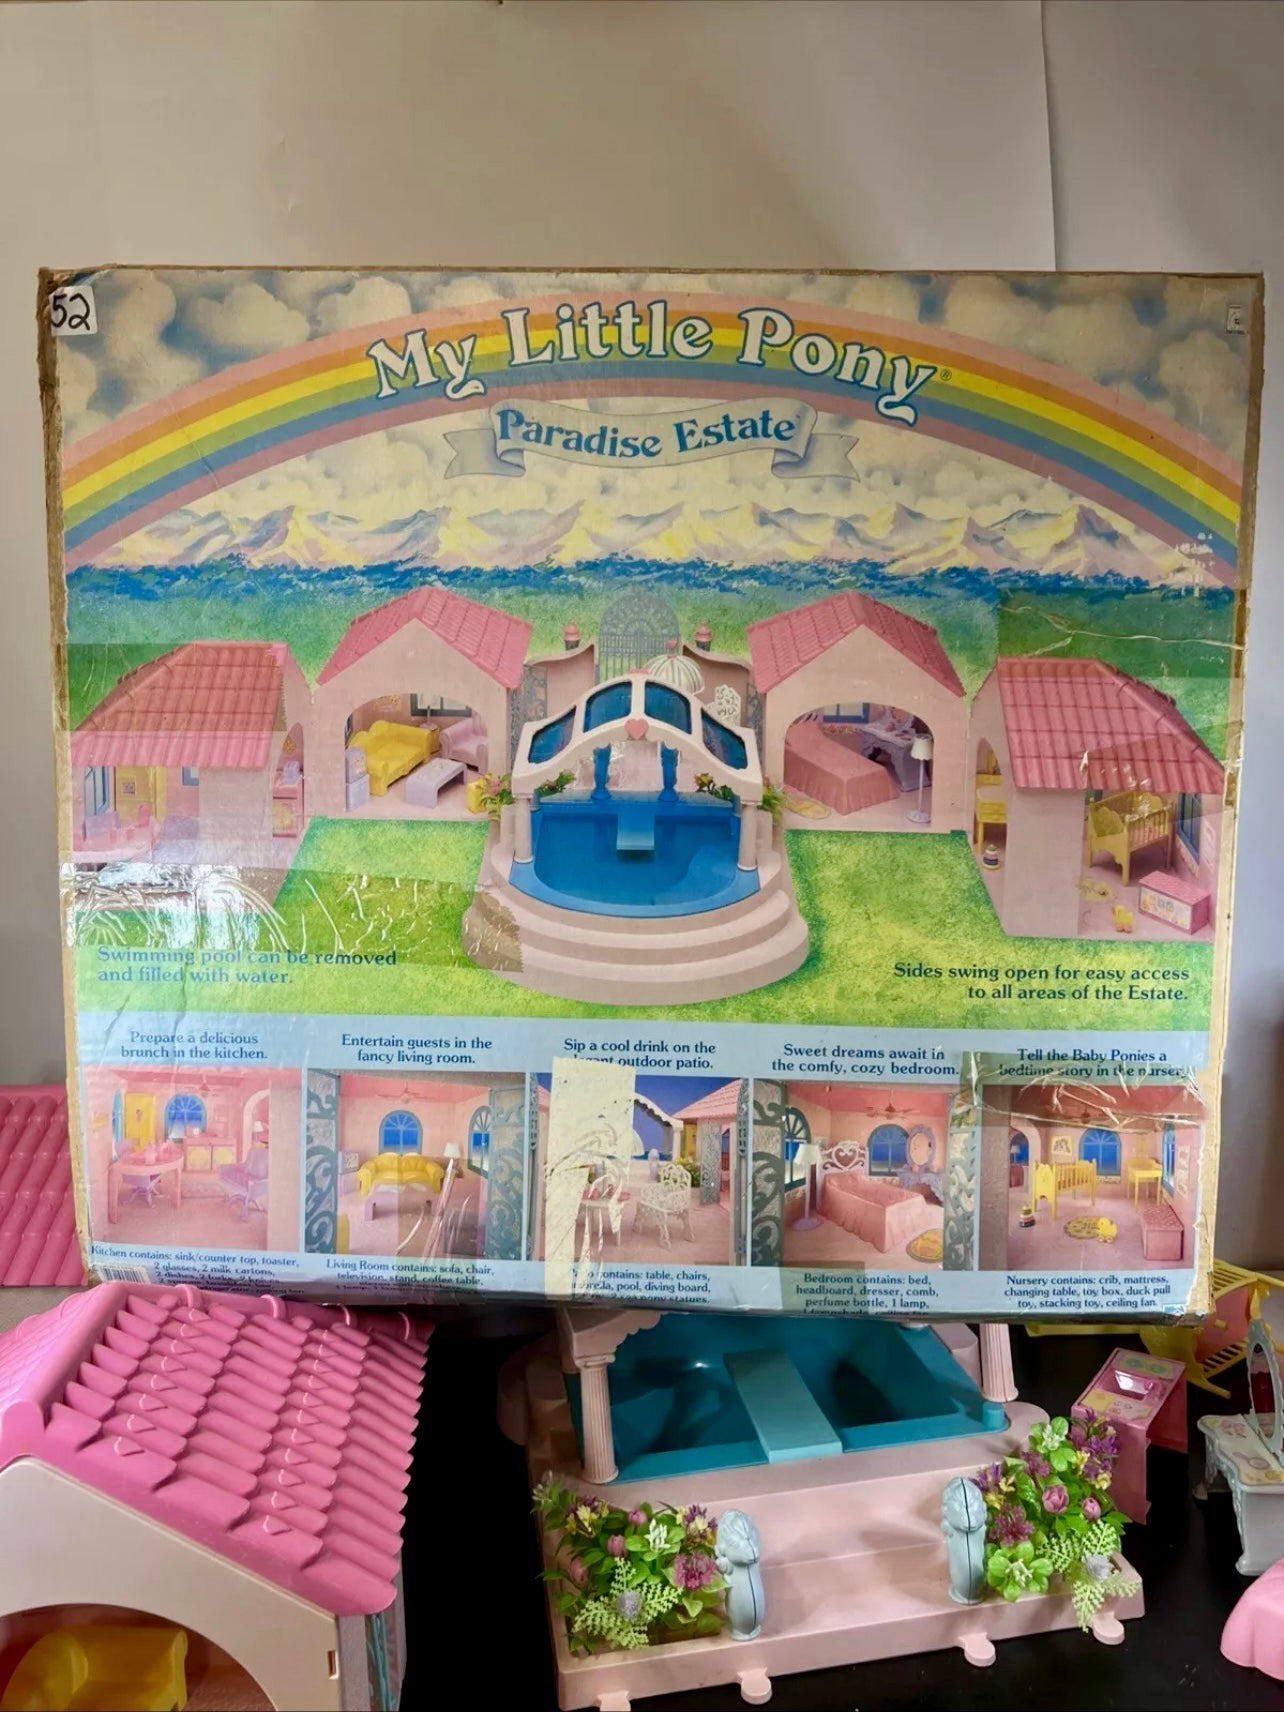 52
My Little Pony®
Paradise Estate
Swimming pool can be removed
and filled with water.
Sides swing open for easy access
to all areas of the Estate.
Prepare a delicious
brunch in the kitchen.
Entertain guests in the
fancy living room.
Sip a cool drink on the
outdoor patio.
Sweet dreams await in
the comfy, cozy bedroom.
Tell the Baby Ponies a
bedtime story in the
Kitchen contains: sink/counter top, toaster,
2 glasses, 2 milk cartons,
2 dishes, 2 forks,
Living Room contains: sofa, chair,
television, stand, coffee table,
contains: table, chairs,
pool, diving board,
pony statues.
Bedroom contains: bed,
headboard, dresser, comb,
perfume bottle, 1 lamp,
Nursery contains: crib, mattress,
changing table, toy box, duck pull
toy, stacking toy, ceiling fan.